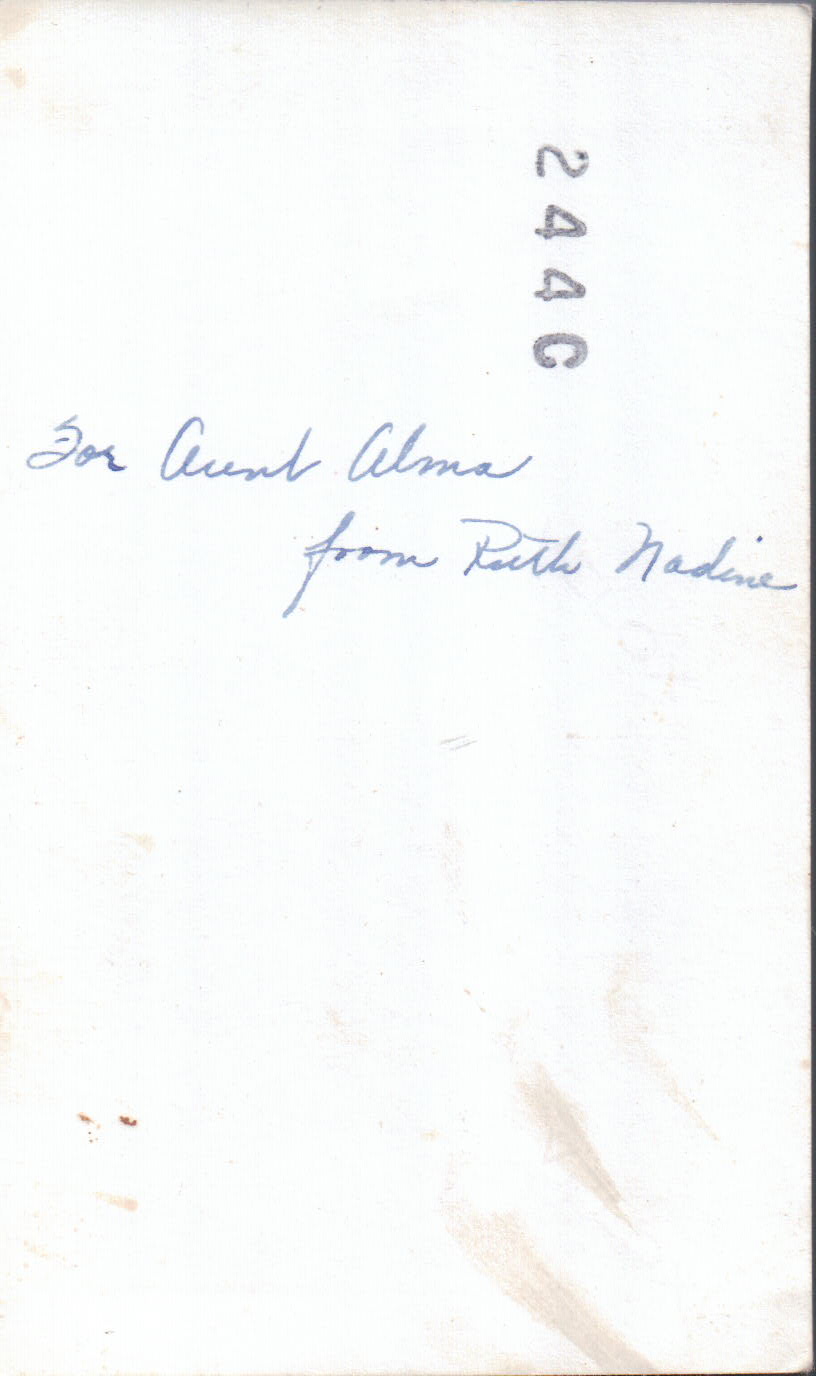 244C
For Aunt Alma
from Ruth Nadine